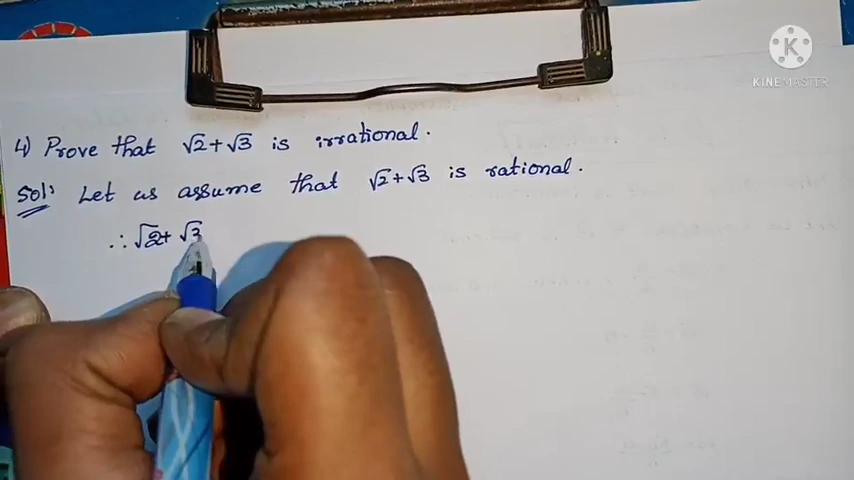 KINEMASTER
4) Prove that √2+√3 is irrational.
Sol: Let us assume that √2+√3 is rational.
∴ √2+ √3